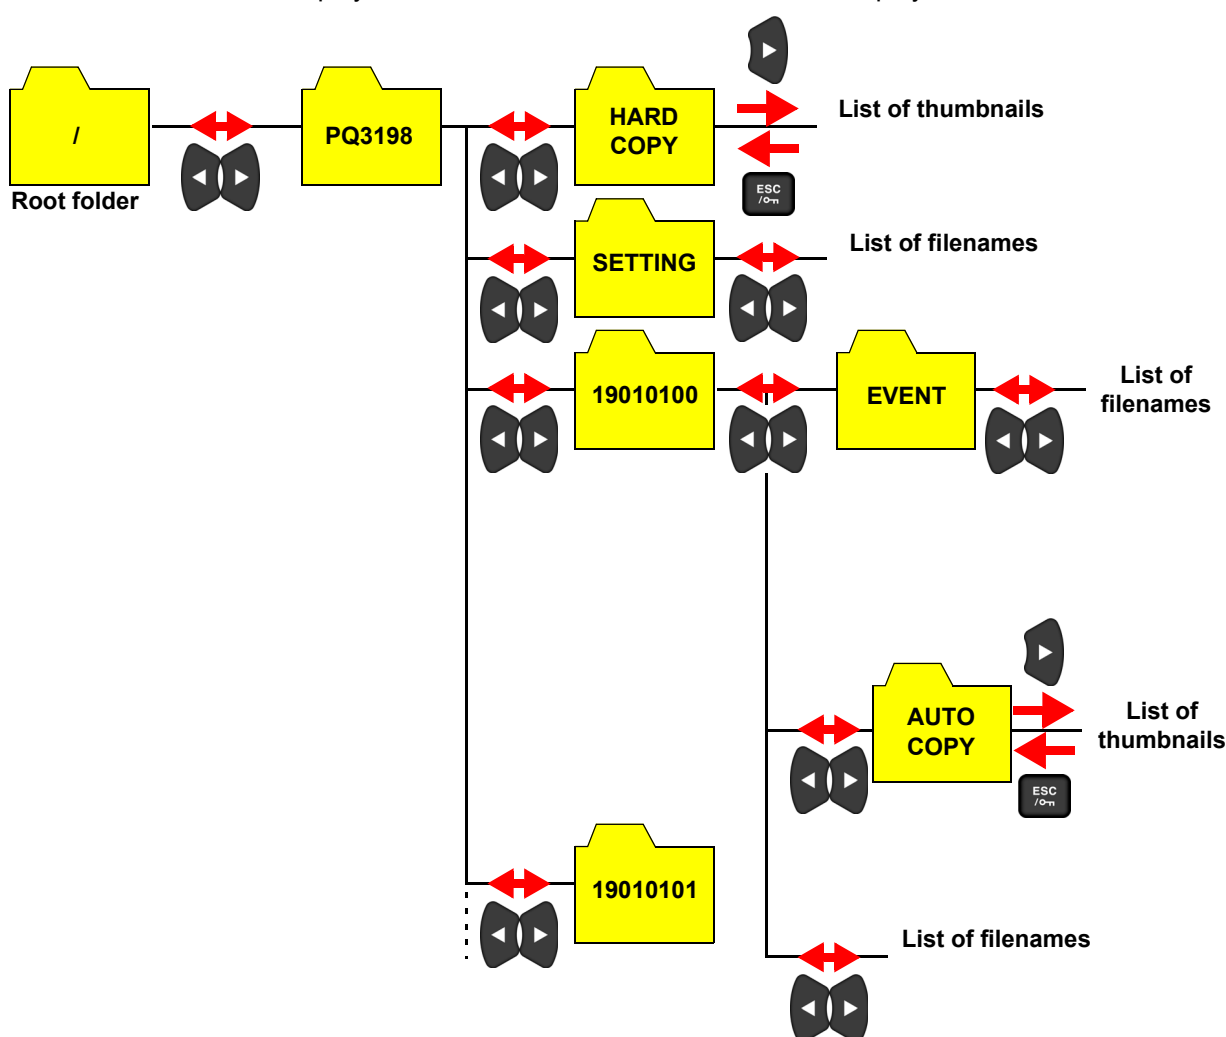 /
Root folder
PQ3198
HARD
COPY
List of thumbnails
ESC
/
SETTING
List of filenames
19010100
EVENT
List of
filenames
AUTO
COPY
List of
thumbnails
ESC
/
19010101
List of filenames